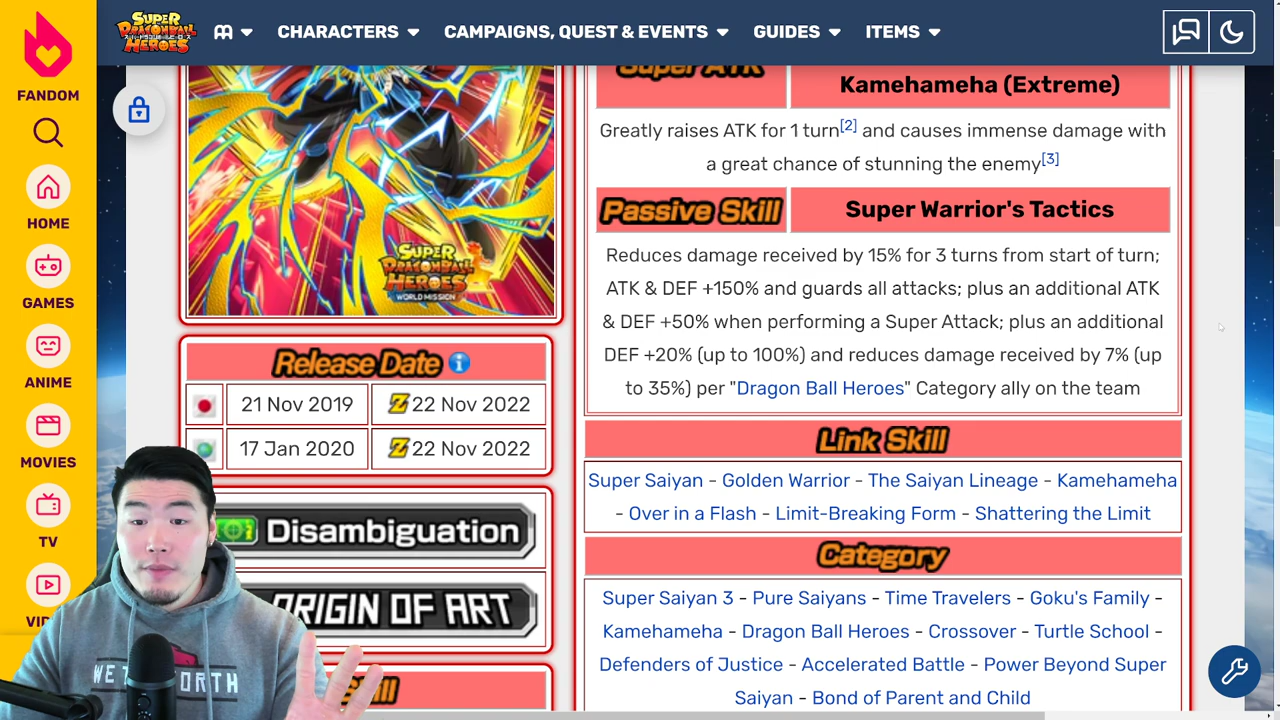 SUPER DRAGONBALL HEROES
CHARACTERS
CAMPAIGNS, QUEST & EVENTS
GUIDES
ITEMS
FANDOM
HOME
GAMES
ANIME
MOVIES
TV
SUPER DRAGONBALL HEROES
WORLD MISSION
Release Date
21 Nov 2019
Z 22 Nov 2022
17 Jan 2020
Z 22 Nov 2022
Disambiguation
ORIGIN OF ART
Super ATK
Kamehameha (Extreme)
Greatly raises ATK for 1 turn[2] and causes immense damage with
a great chance of stunning the enemy[3]
Passive Skill
Super Warrior's Tactics
Reduces damage received by 15% for 3 turns from start of turn;
ATK & DEF +150% and guards all attacks; plus an additional ATK
& DEF +50% when performing a Super Attack; plus an additional
DEF +20% (up to 100%) and reduces damage received by 7% (up
to 35%) per "Dragon Ball Heroes" Category ally on the team
Link Skill
Super Saiyan - Golden Warrior - The Saiyan Lineage - Kamehameha
- Over in a Flash - Limit-Breaking Form - Shattering the Limit
Category
Super Saiyan 3 - Pure Saiyans - Time Travelers - Goku's Family -
Kamehameha - Dragon Ball Heroes - Crossover - Turtle School -
Defenders of Justice - Accelerated Battle - Power Beyond Super
Saiyan - Bond of Parent and Child